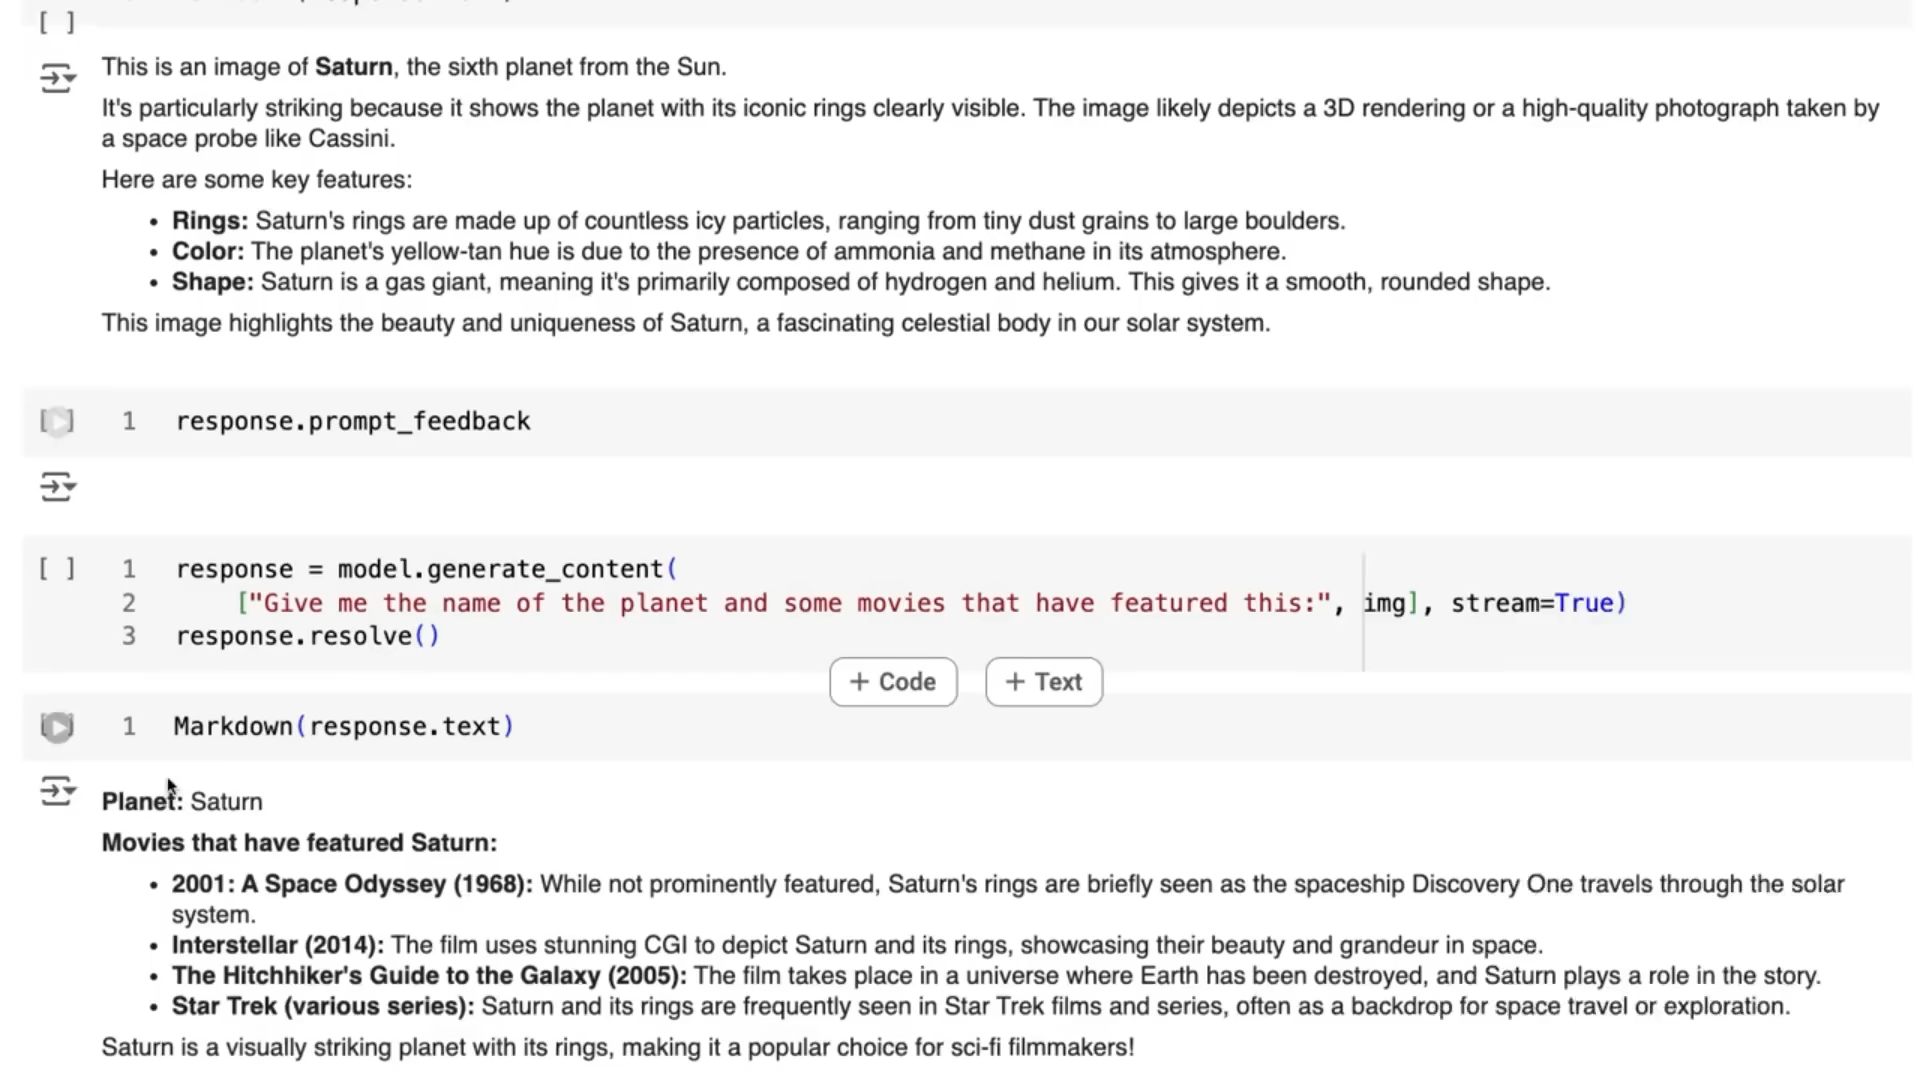 [ ]
This is an image of Saturn, the sixth planet from the Sun.
It's particularly striking because it shows the planet with its iconic rings clearly visible. The image likely depicts a 3D rendering or a high-quality photograph taken by
a space probe like Cassini.
Here are some key features:
• Rings: Saturn's rings are made up of countless icy particles, ranging from tiny dust grains to large boulders.
• Color: The planet's yellow-tan hue is due to the presence of ammonia and methane in its atmosphere.
• Shape: Saturn is a gas giant, meaning it's primarily composed of hydrogen and helium. This gives it a smooth, rounded shape.
This image highlights the beauty and uniqueness of Saturn, a fascinating celestial body in our solar system.
[ ] 1 response.prompt_feedback
[ ] 1 response = model.generate_content(
2 ["Give me the name of the planet and some movies that have featured this:", img], stream=True)
3 response.resolve()
+ Code + Text
[ ] 1 Markdown(response.text)
Planet: Saturn
Movies that have featured Saturn:
• 2001: A Space Odyssey (1968): While not prominently featured, Saturn's rings are briefly seen as the spaceship Discovery One travels through the solar
system.
• Interstellar (2014): The film uses stunning CGI to depict Saturn and its rings, showcasing their beauty and grandeur in space.
• The Hitchhiker's Guide to the Galaxy (2005): The film takes place in a universe where Earth has been destroyed, and Saturn plays a role in the story.
• Star Trek (various series): Saturn and its rings are frequently seen in Star Trek films and series, often as a backdrop for space travel or exploration.
Saturn is a visually striking planet with its rings, making it a popular choice for sci-fi filmmakers!